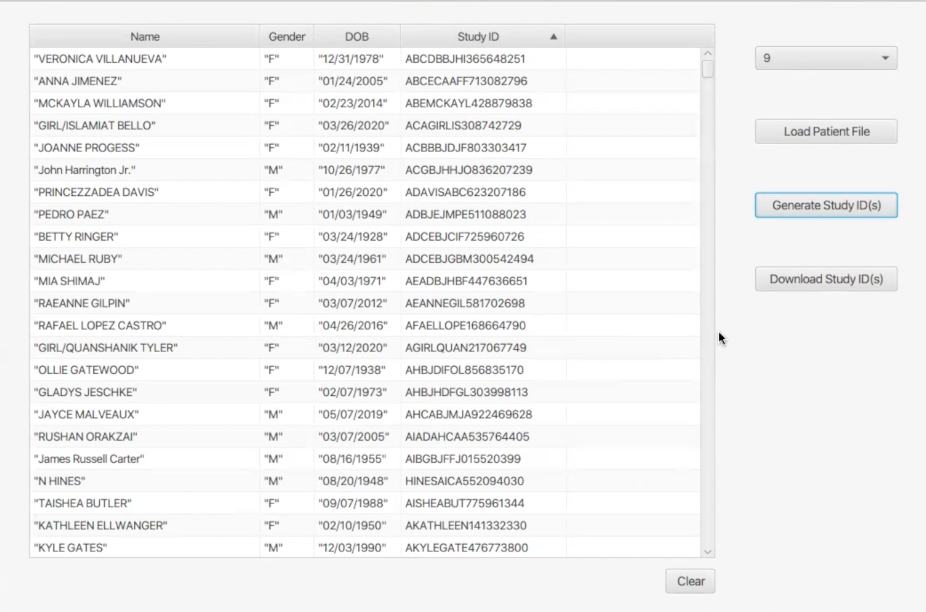 Name Gender DOB Study ID
"VERONICA VILLANUEVA" "F" "12/31/1978" ABCDBBJHI365648251
9
"ANNA JIMENEZ" "F" "01/24/2005" ABCECAAFF713082796
"MCKAYLA WILLIAMSON" "F" "02/23/2014" ABEMCKAYL428879838
"GIRL/ISLAMIAT BELLO" "F" "03/26/2020" ACAGIRLIS308742729
Load Patient File
"JOANNE PROGESS" "F" "02/11/1939" ACBBBJDJF803303417
"John Harrington Jr." "M" "10/26/1977" ACGBJHHJO836207239
"PRINCEZZADEA DAVIS" "F" "01/26/2020" ADAVISABC623207186
Generate Study ID(s)
"PEDRO PAEZ" "M" "01/03/1949" ADBJEJMPE511088023
"BETTY RINGER" "F" "03/24/1928" ADCEBJCIF725960726
"MICHAEL RUBY" "M" "03/24/1961" ADCEBJGBM300542494
"MIA SHIMAJ" "F" "04/03/1971" AEADBJHBF447636651
Download Study ID(s)
"RAEANNE GILPIN" "F" "03/07/2012" AEANNEGIL581702698
"RAFAEL LOPEZ CASTRO" "M" "04/26/2016" AFAELLOPE168664790
"GIRL/QUANSHANIK TYLER" "F" "03/12/2020" AGIRLQUAN217067749
"OLLIE GATEWOOD" "F" "12/07/1938" AHBJDIFOL856835170
"GLADYS JESCHKE" "F" "02/07/1973" AHBJHDFGL303998113
"JAYCE MALVEAUX" "M" "05/07/2019" AHCABJMJA922469628
"RUSHAN ORAKZAI" "M" "03/07/2005" AIADAHCAA535764405
"James Russell Carter" "M" "08/16/1955" AIBGBJFFJ015520399
"N HINES" "M" "08/20/1948" HINESAICA552094030
"TAISHEA BUTLER" "F" "09/07/1988" AISHEABUT775961344
"KATHLEEN ELLWANGER" "F" "02/10/1950" AKATHLEEN141332330
"KYLE GATES" "M" "12/03/1990" AKYLEGATE476773800
Clear